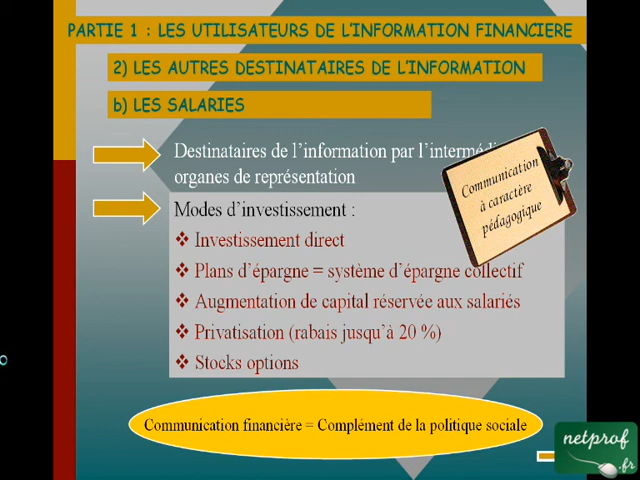 PARTIE 1 : LES UTILISATEURS DE L'INFORMATION FINANCIERE
2) LES AUTRES DESTINATAIRES DE L'INFORMATION
b) LES SALARIES
Destinataires de l'information par l'intermédi
organes de représentation
Communication
à caractère
pédagogique
Modes d'investissement :
❖ Investissement direct
❖ Plans d'épargne = système d'épargne collectif
❖ Augmentation de capital réservée aux salariés
❖ Privatisation (rabais jusqu'à 20 %)
❖ Stocks options
Communication financière = Complément de la politique sociale
netprof
.fr